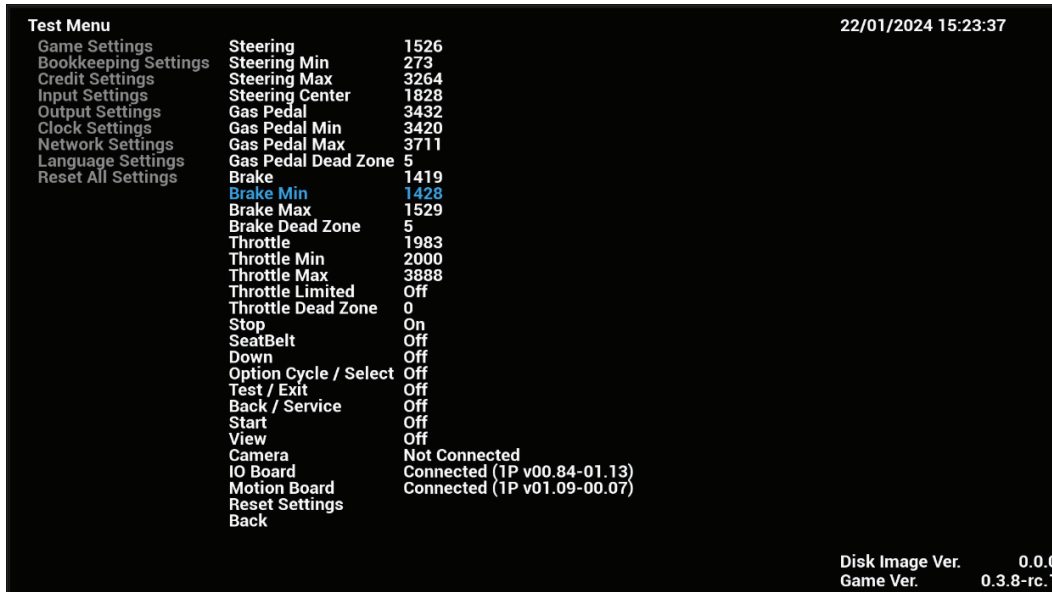 Test Menu 22/01/2024 15:23:37
Game Settings Steering 1526
Bookkeeping Settings Steering Min 273
Credit Settings Steering Max 3264
Input Settings Steering Center 1828
Output Settings Gas Pedal 3432
Clock Settings Gas Pedal Min 3420
Network Settings Gas Pedal Max 3711
Language Settings Gas Pedal Dead Zone 5
Reset All Settings Brake 1419
Brake Min 1428
Brake Max 1529
Brake Dead Zone 5
Throttle 1983
Throttle Min 2000
Throttle Max 3888
Throttle Limited Off
Throttle Dead Zone 0
Stop On
SeatBelt Off
Down Off
Option Cycle / Select Off
Test / Exit Off
Back / Service Off
Start Off
View Off
Camera Not Connected
IO Board Connected (1P v00.84-01.13)
Motion Board Connected (1P v01.09-00.07)
Reset Settings
Back
Disk Image Ver. 0.0.
Game Ver. 0.3.8-rc.